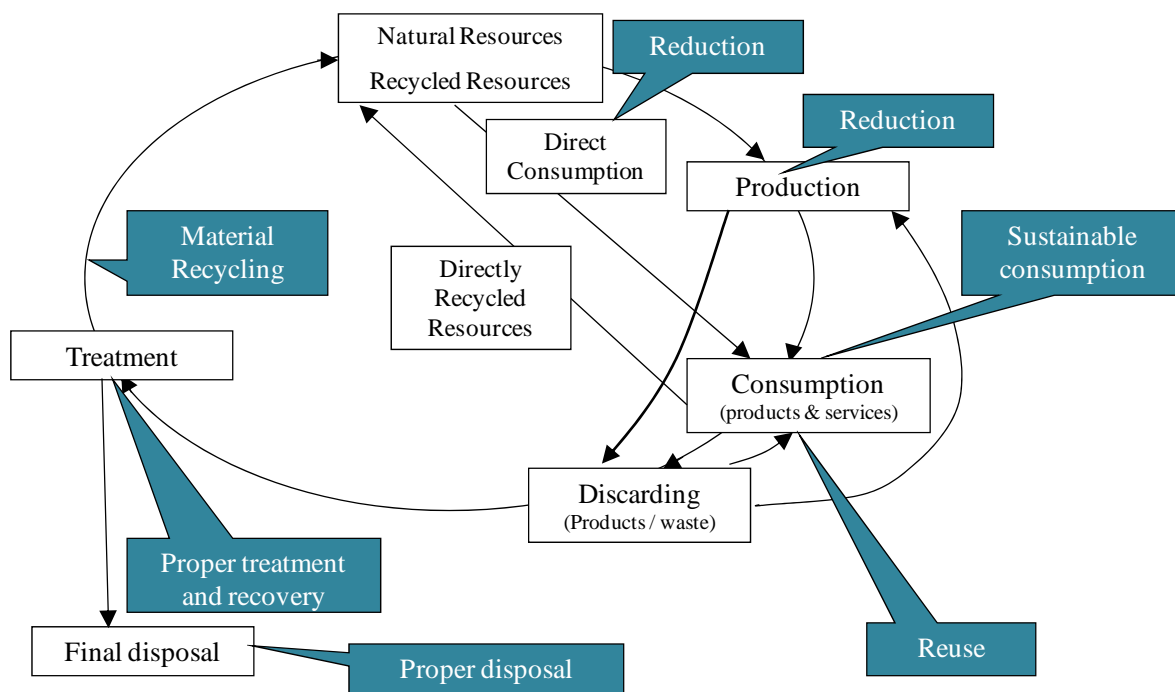 Natural Resources
Recycled Resources
Reduction
Reduction
Direct
Consumption
Production
Material
Recycling
Sustainable
consumption
Directly
Recycled
Resources
Treatment
Consumption
(products & services)
Discarding
(Products / waste)
Proper treatment
and recovery
Final disposal
Proper disposal
Reuse